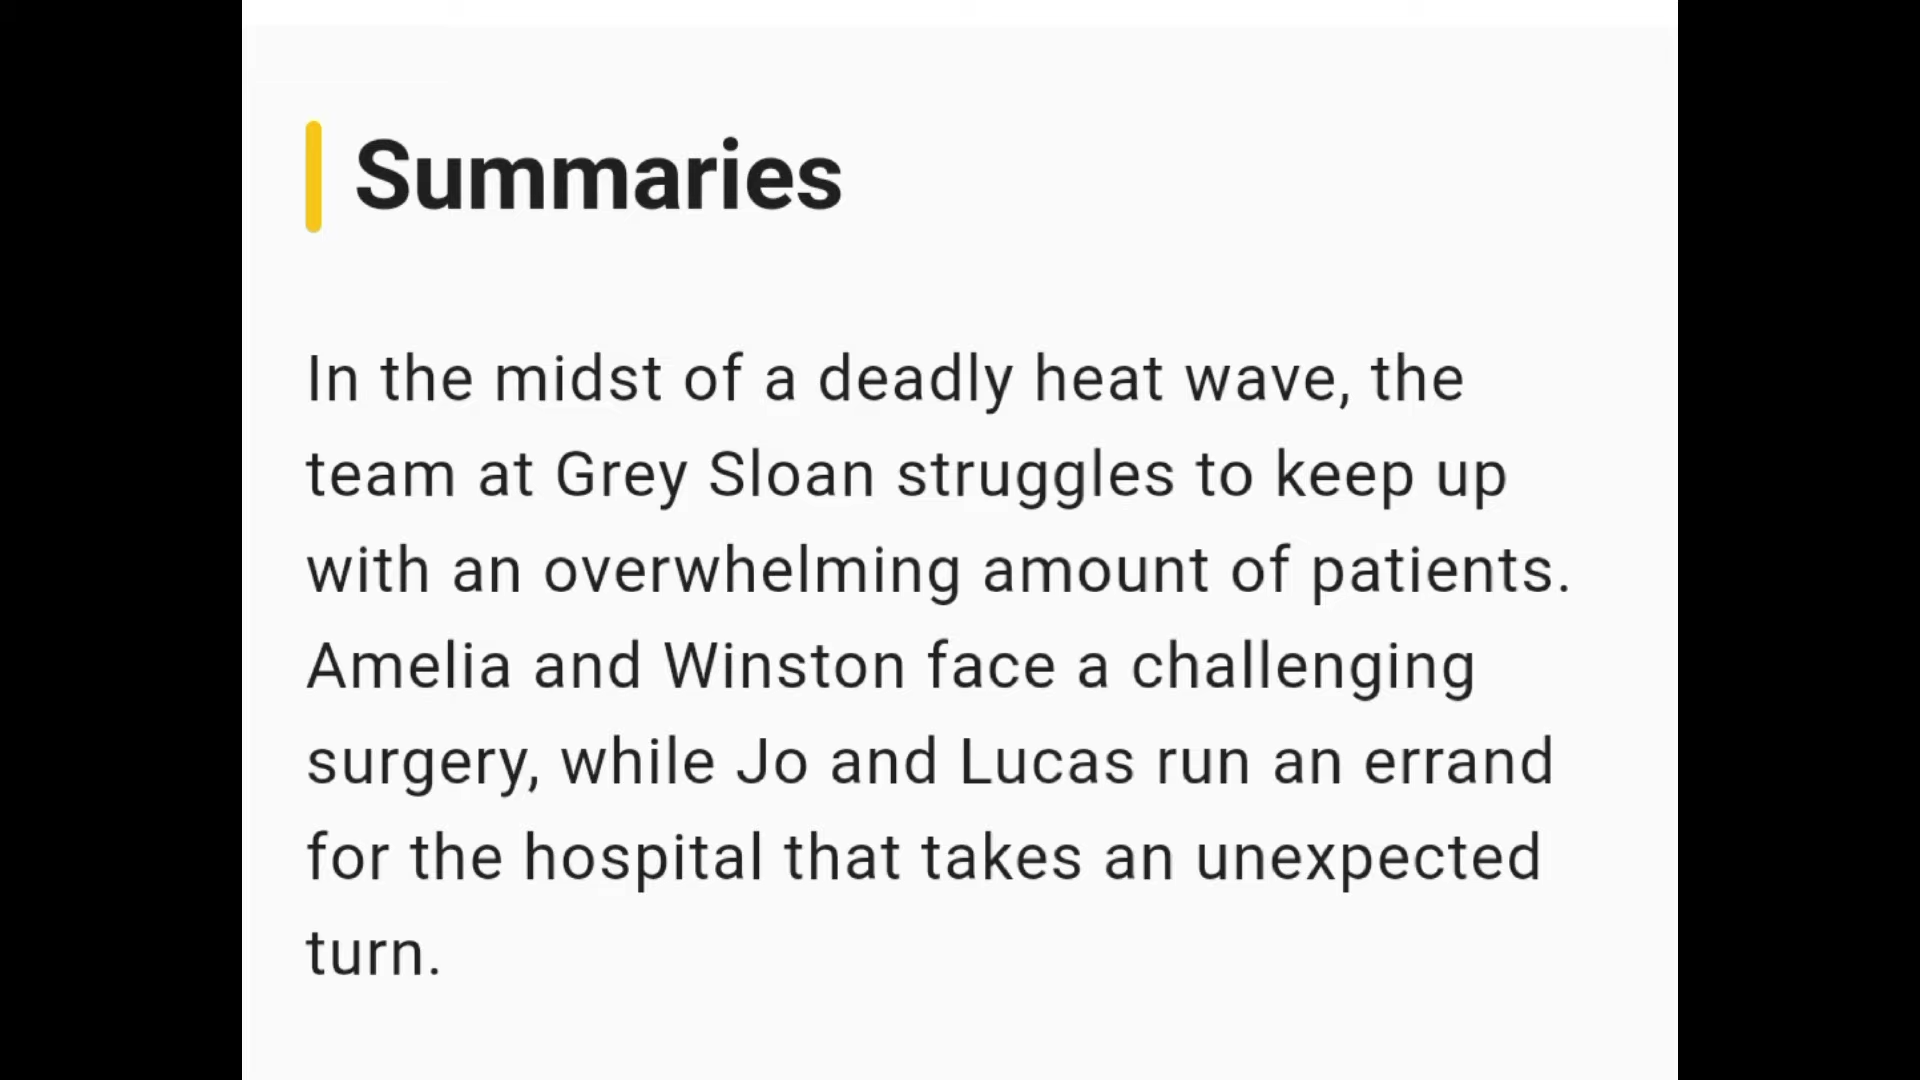 Summaries
In the midst of a deadly heat wave, the
team at Grey Sloan struggles to keep up
with an overwhelming amount of patients.
Amelia and Winston face a challenging
surgery, while Jo and Lucas run an errand
for the hospital that takes an unexpected
turn.